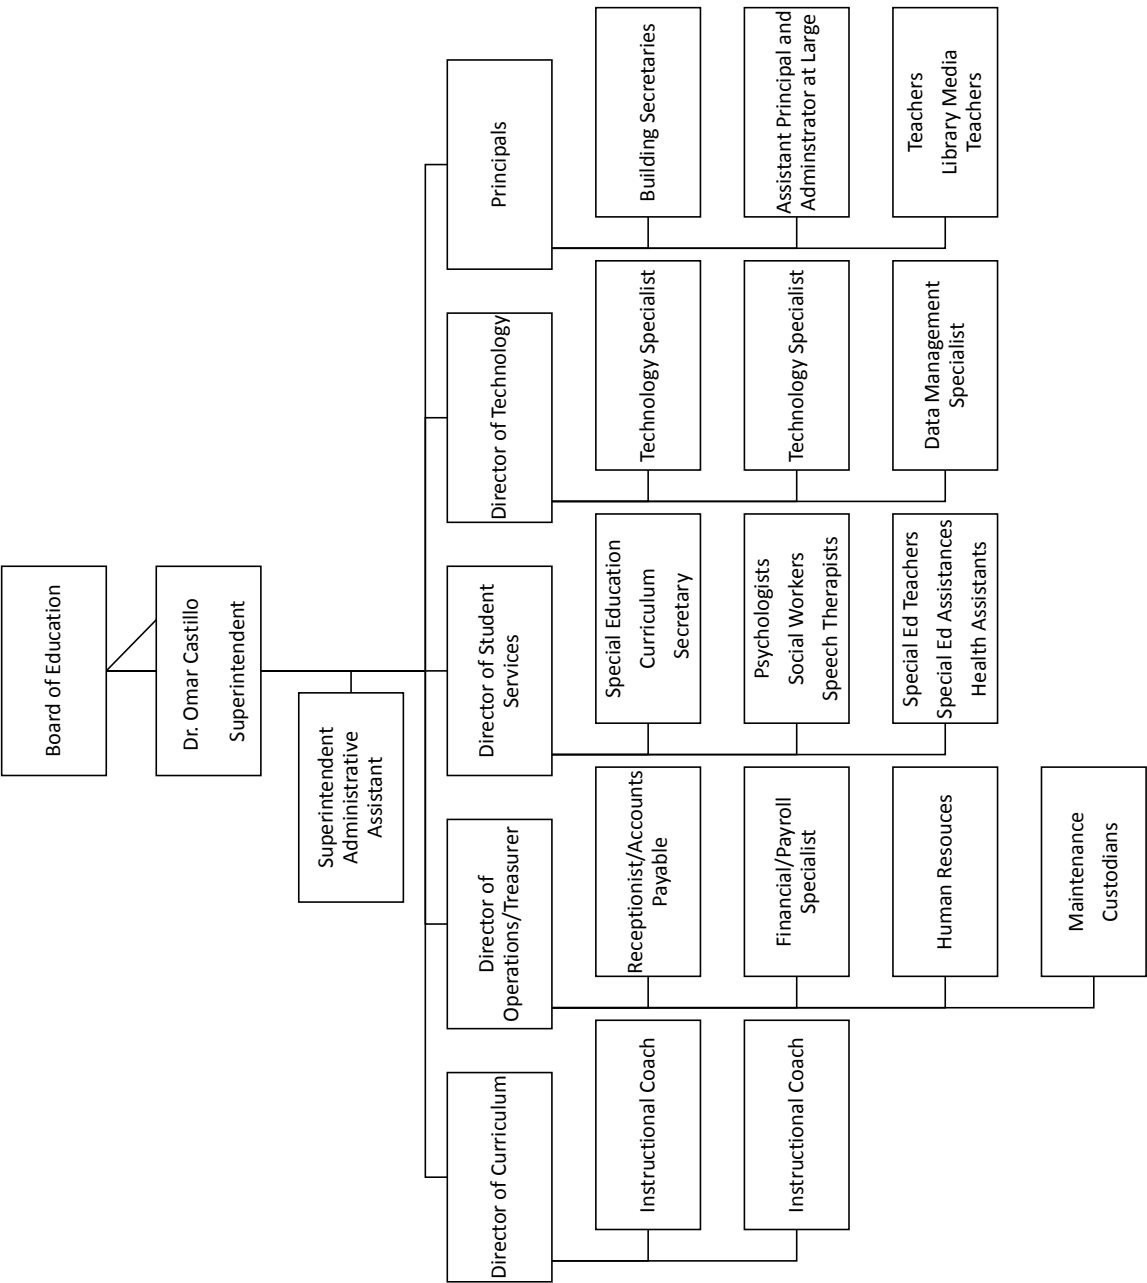 Board of Education
Dr. Omar Castillo
Superintendent
Superintendent
Administrative
Assistant
Director of Curriculum
Instructional Coach
Instructional Coach
Director of
Operations/Treasurer
Receptionist/Accounts
Payable
Financial/Payroll
Specialist
Human Resouces
Maintenance
Custodians
Director of Student
Services
Special Education
Curriculum
Secretary
Psychologists
Social Workers
Speech Therapists
Special Ed Teachers
Special Ed Assistances
Health Assistants
Director of Technology
Technology Specialist
Technology Specialist
Data Management
Specialist
Principals
Building Secretaries
Assistant Principal and
Adminstrator at Large
Teachers
Library Media
Teachers